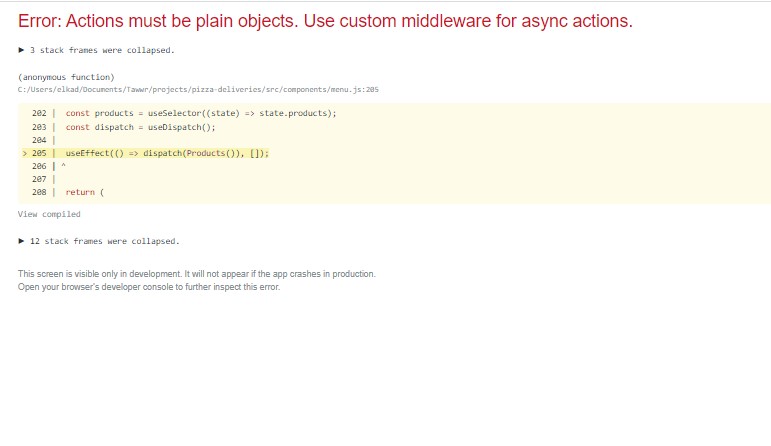 Error: Actions must be plain objects. Use custom middleware for async actions.
▶ 3 stack frames were collapsed.
(anonymous function)
C:/Users/elkad/Documents/Tawwr/projects/pizza-deliveries/src/components/menu.js:205
202 | const products = useSelector((state) => state.products);
203 | const dispatch = useDispatch();
204 |
> 205 | useEffect(() => dispatch(Products()), []);
206 | ^
207 |
208 | return (
View compiled
▶ 12 stack frames were collapsed.
This screen is visible only in development. It will not appear if the app crashes in production.
Open your browser's developer console to further inspect this error.